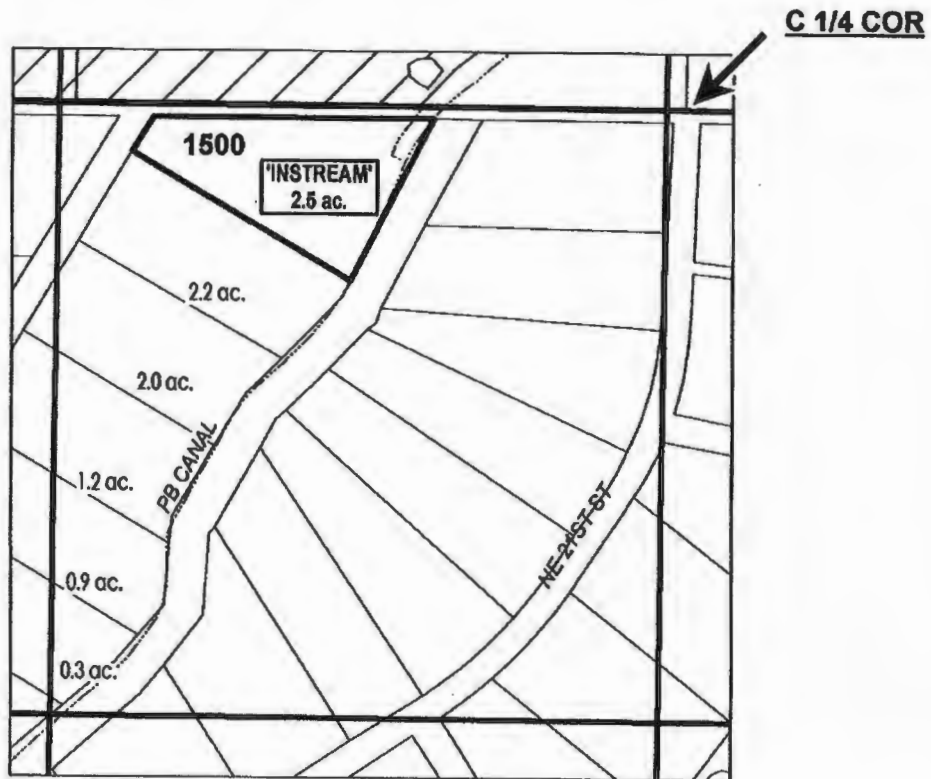 C 1/4 COR
1500
'INSTREAM'
2.5 ac.
2.2 ac.
2.0 ac.
PB CANAL
1.2 ac.
NE 21ST ST
0.9 ac.
0.3 ac.